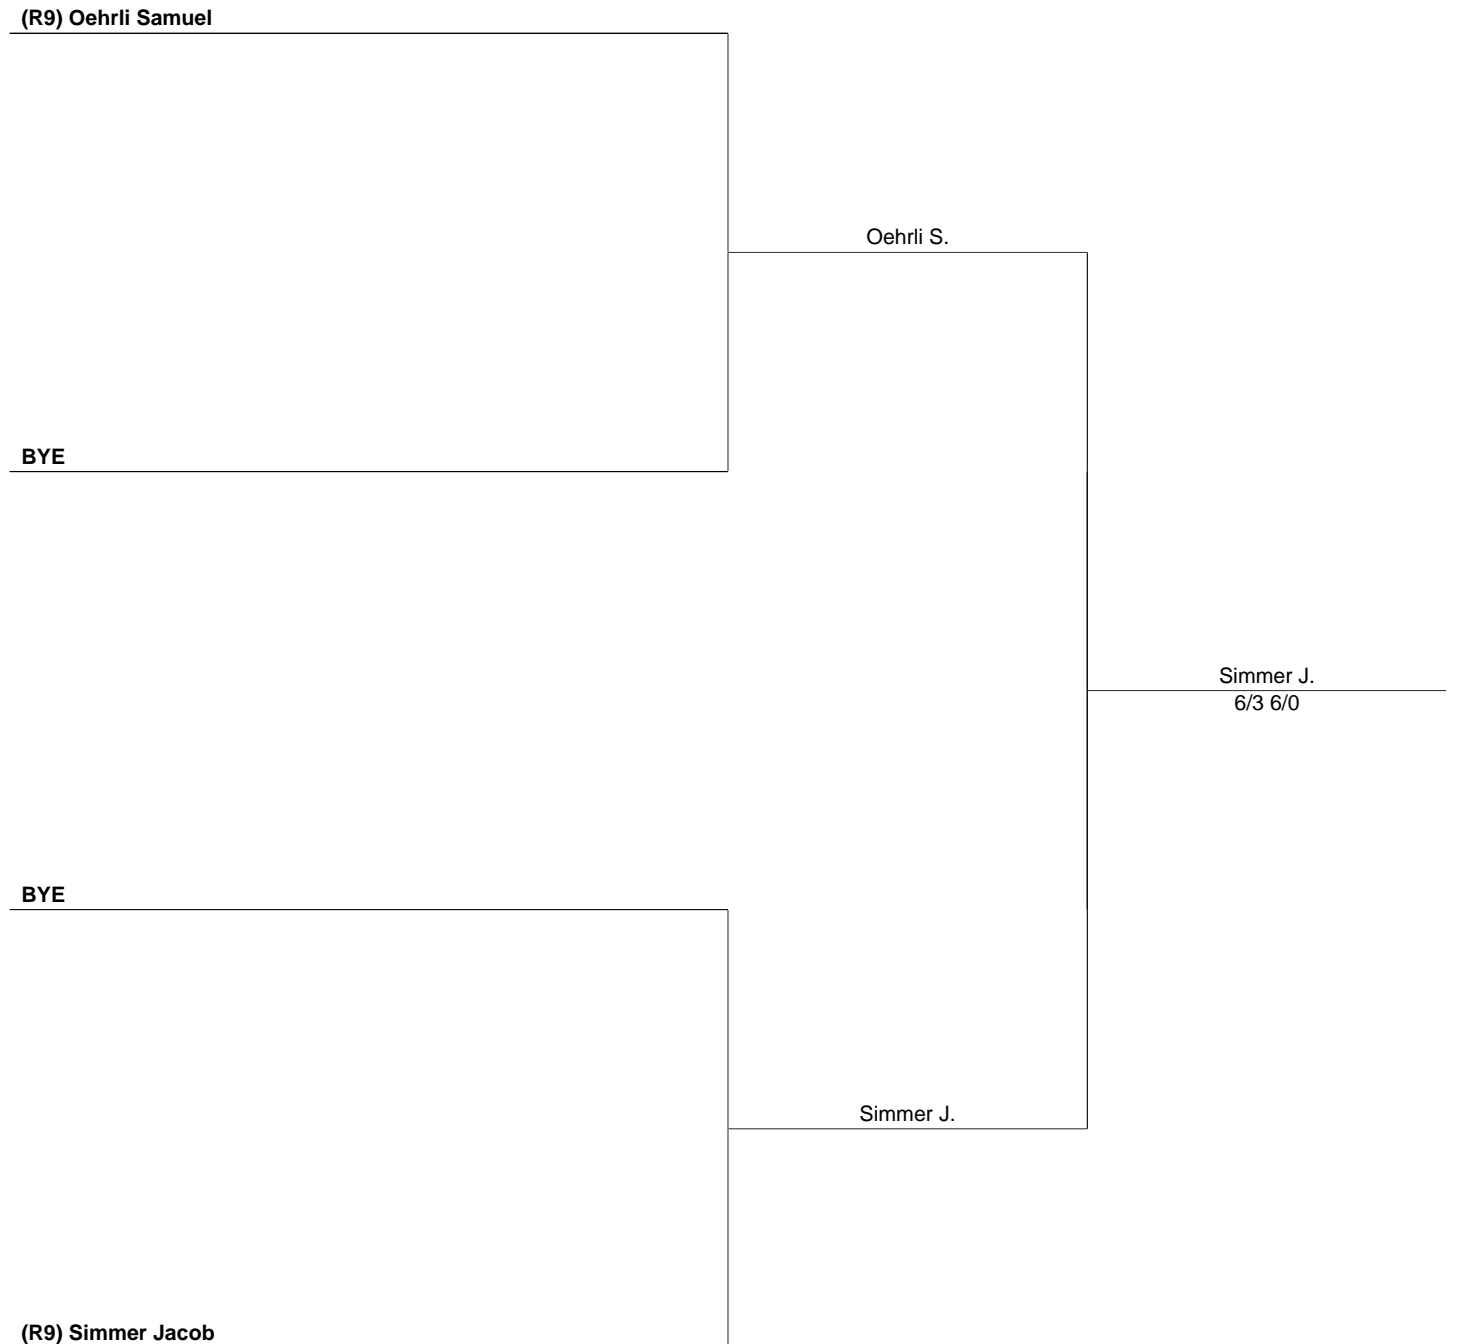 (R9) Oehrli Samuel
Oehrli S.
BYE
Simmer J.
6/3 6/0
BYE
Simmer J.
(R9) Simmer Jacob